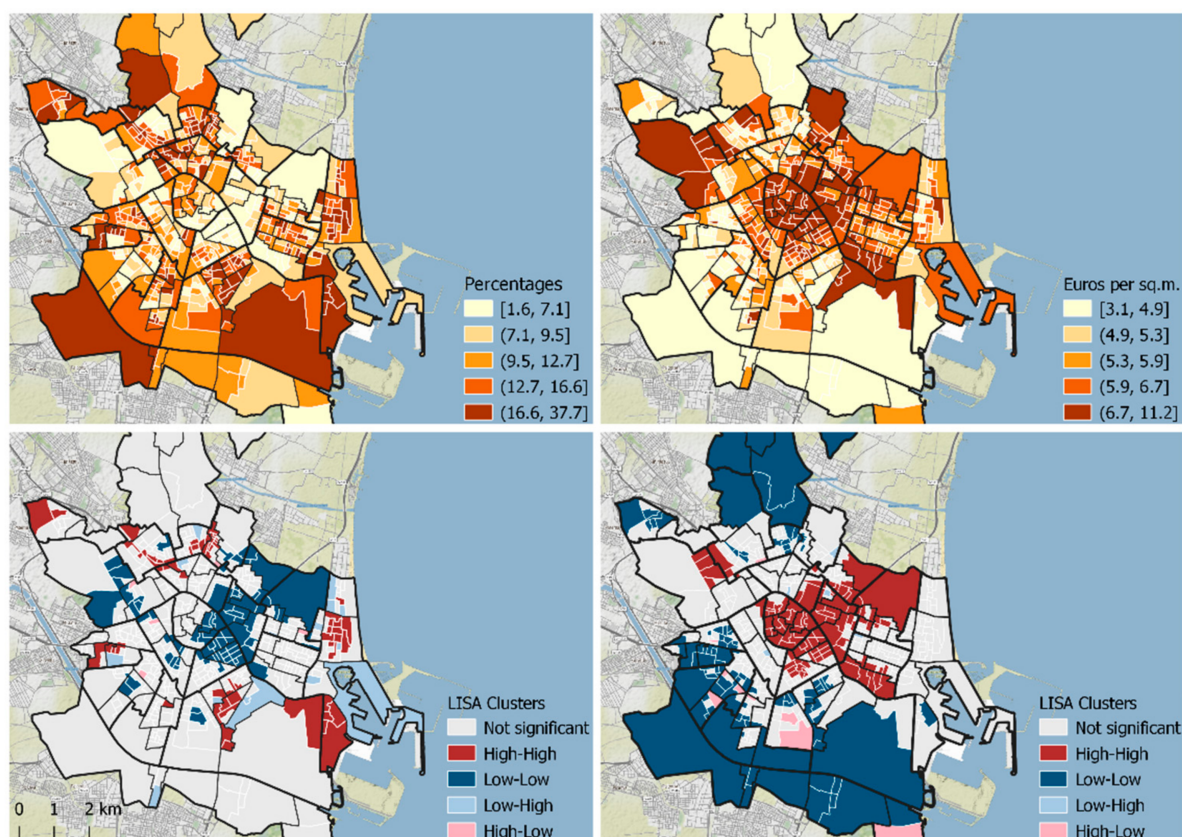 Percentages
[1.6, 7.1]
(7.1, 9.5]
(9.5, 12.7]
(12.7, 16.6]
(16.6, 37.7]
Euros per sq.m.
[3.1, 4.9]
(4.9, 5.3]
(5.3, 5.9]
(5.9, 6.7]
(6.7, 11.2]
LISA Clusters
Not significant
High-High
Low-Low
Low-High
High-Low
0 1 2 km
LISA Clusters
Not significant
High-High
Low-Low
Low-High
High-Low